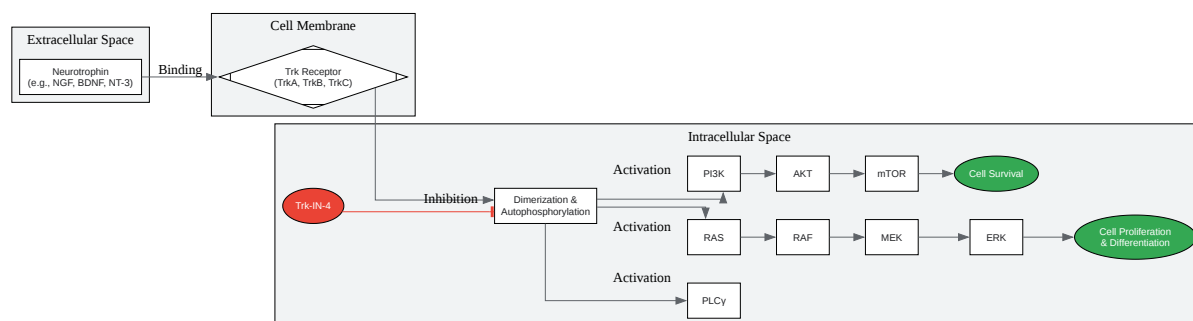 Extracellular Space
Neurotrophin
(e.g., NGF, BDNF, NT-3)
Binding
Cell Membrane
Trk Receptor
(TrkA, TrkB, TrkC)
Intracellular Space
Trk-IN-4
Inhibition
Dimerization &
Autophosphorylation
Activation
PI3K
AKT
mTOR
Cell Survival
Activation
RAS
RAF
MEK
ERK
Cell Proliferation
& Differentiation
Activation
PLCγ